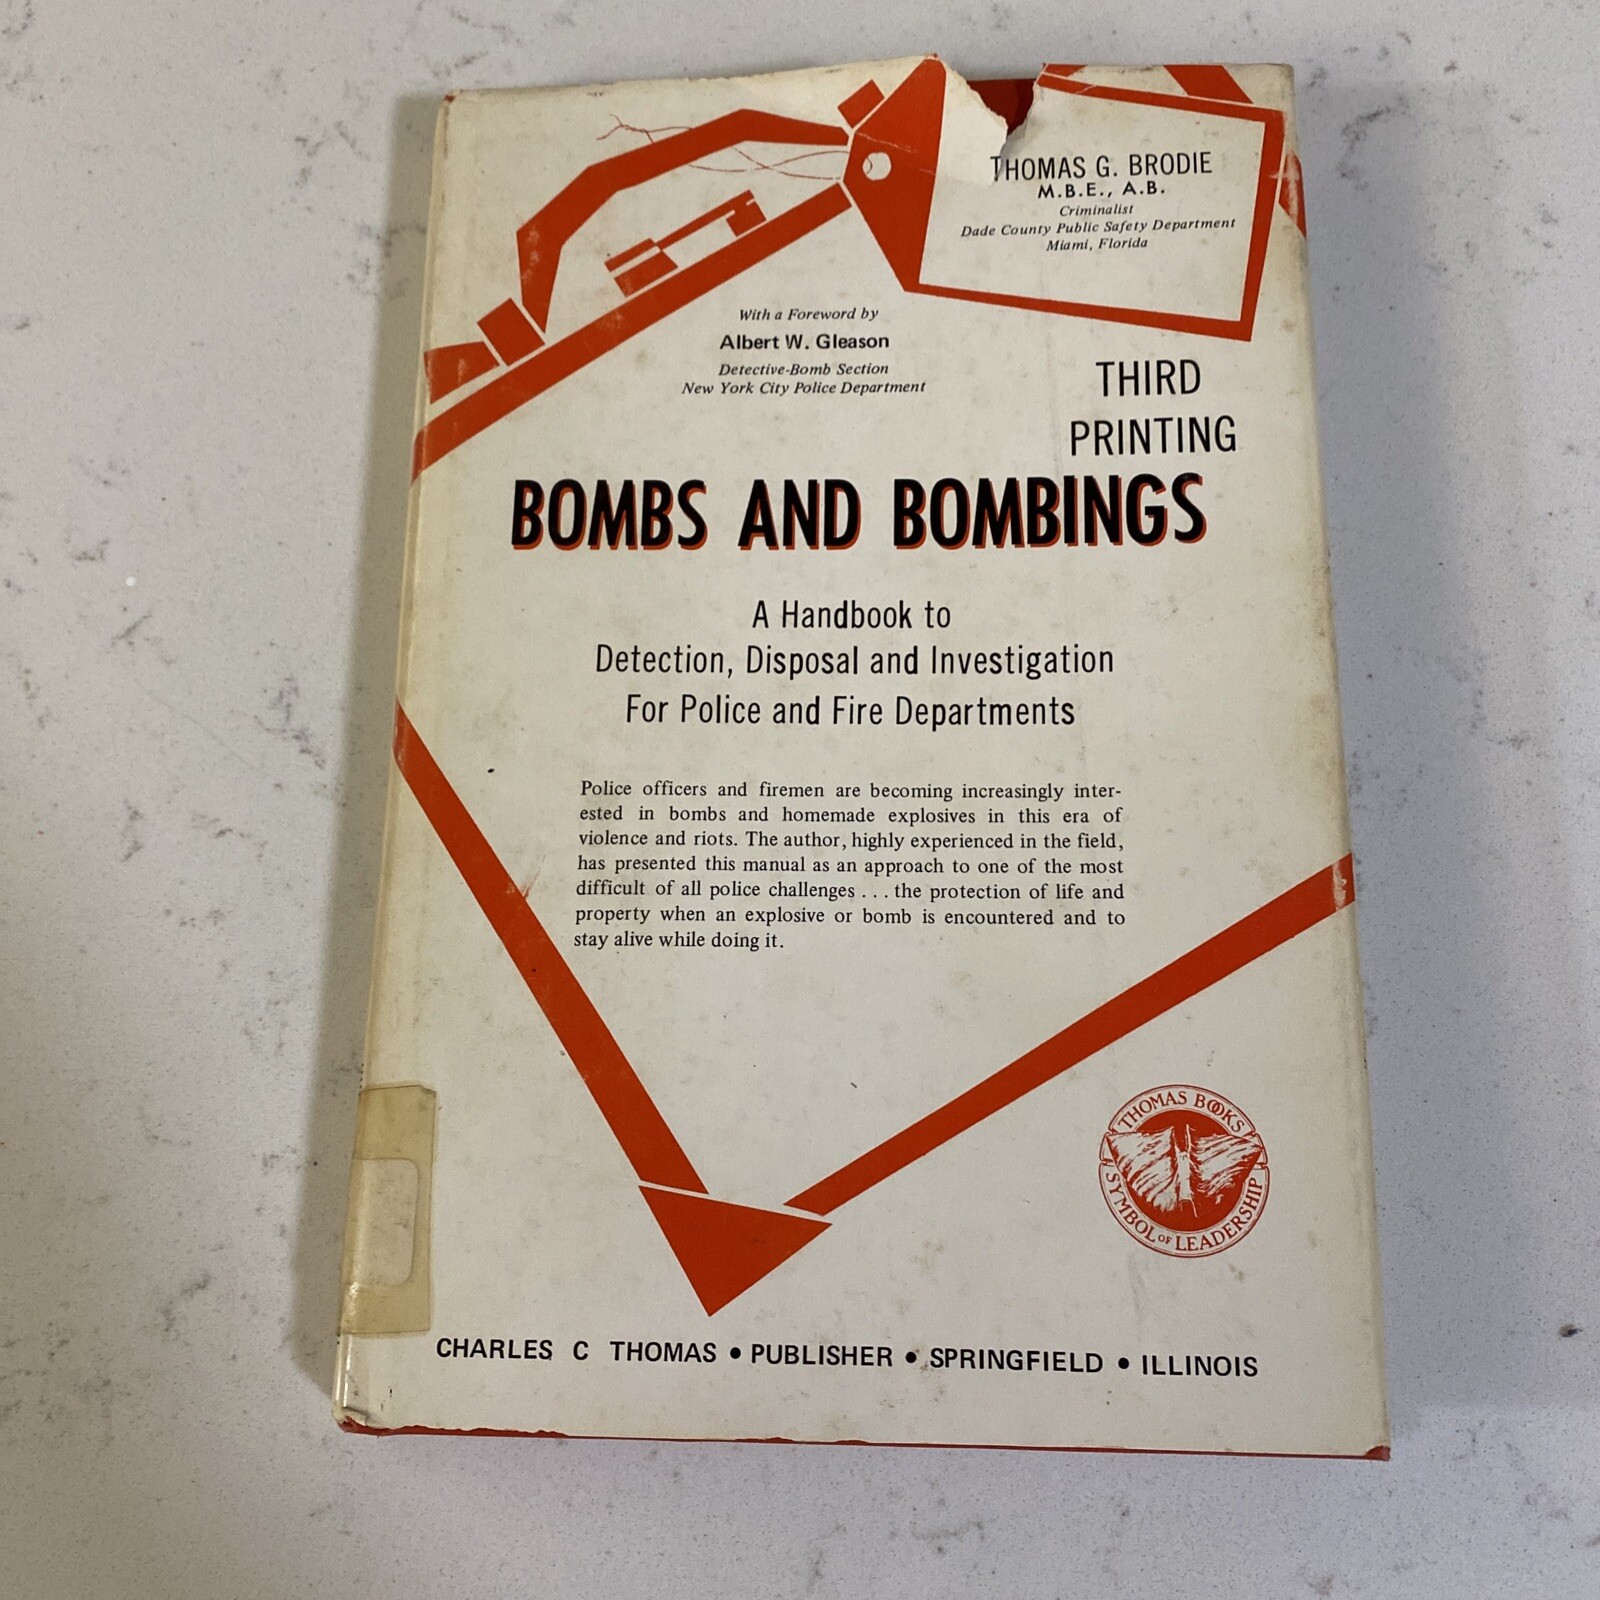 THOMAS G. BRODIE
M.B.E., A.B.
Criminalist
Dade County Public Safety Department
Miami, Florida
With a Foreword by
Albert W. Gleason
Detective-Bomb Section
New York City Police Department
THIRD
PRINTING
BOMBS AND BOMBINGS
A Handbook to
Detection, Disposal and Investigation
For Police and Fire Departments
Police officers and firemen are becoming increasingly inter-
ested in bombs and homemade explosives in this era of
violence and riots. The author, highly experienced in the field,
has presented this manual as an approach to one of the most
difficult of all police challenges . . . the protection of life and
property when an explosive or bomb is encountered and to
stay alive while doing it.
THOMAS BOOKS
SYMBOL OF LEADERSHIP
CHARLES C THOMAS • PUBLISHER • SPRINGFIELD • ILLINOIS